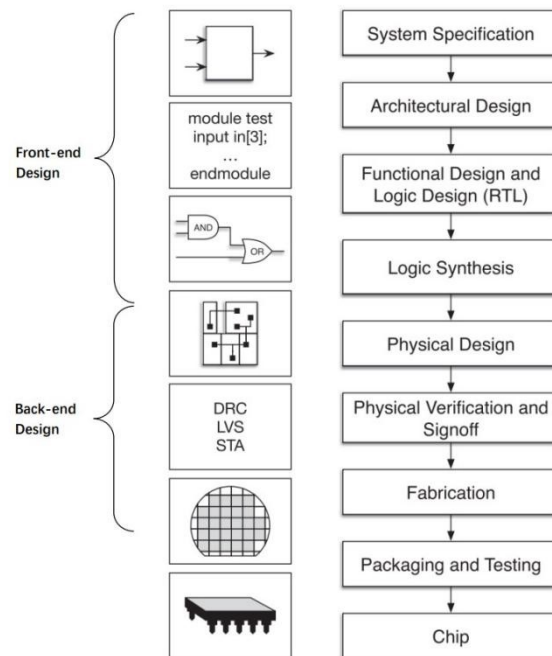 Front-end
Design
Back-end
Design
module test
input in[3];
...
endmodule
AND
OR
DRC
LVS
STA
System Specification
Architectural Design
Functional Design and
Logic Design (RTL)
Logic Synthesis
Physical Design
Physical Verification and
Signoff
Fabrication
Packaging and Testing
Chip